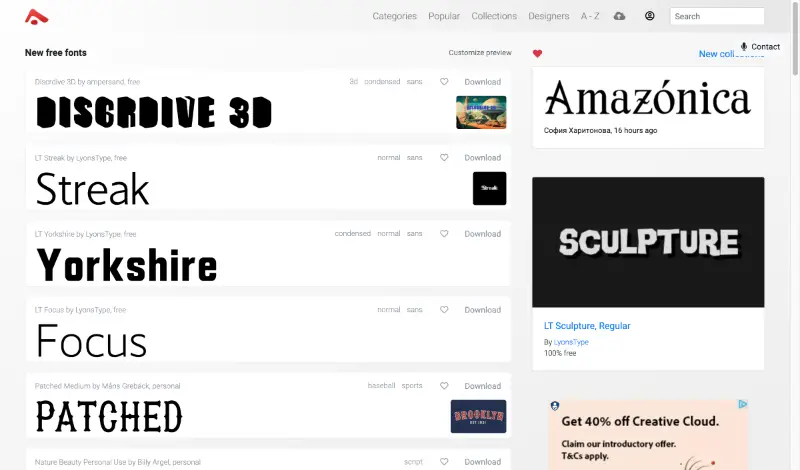 Categories Popular Collections Designers A - Z
Search
New free fonts
Customize preview
New collec
Contact
Disgrdive 3D by ampersand, free
3d condensed sans
Download
DISGRDIVE 3D
LT Streak by LyonsType, free
normal sans
Download
Streak
Streak
LT Yorkshire by LyonsType, free
condensed normal sans
Download
Yorkshire
LT Focus by LyonsType, free
normal sans
Download
Focus
Patched Medium by Måns Grebäck, personal
baseball sports
Download
PATCHED
BROOKLYN
Nature Beauty Personal Use by Billy Argel, personal
script
Download
Amazónica
София Харитонова, 16 hours ago
SCULPTURE
LT Sculpture, Regular
By LyonsType
100% free
Get 40% off Creative Cloud.
Claim our introductory offer.
T&Cs apply.